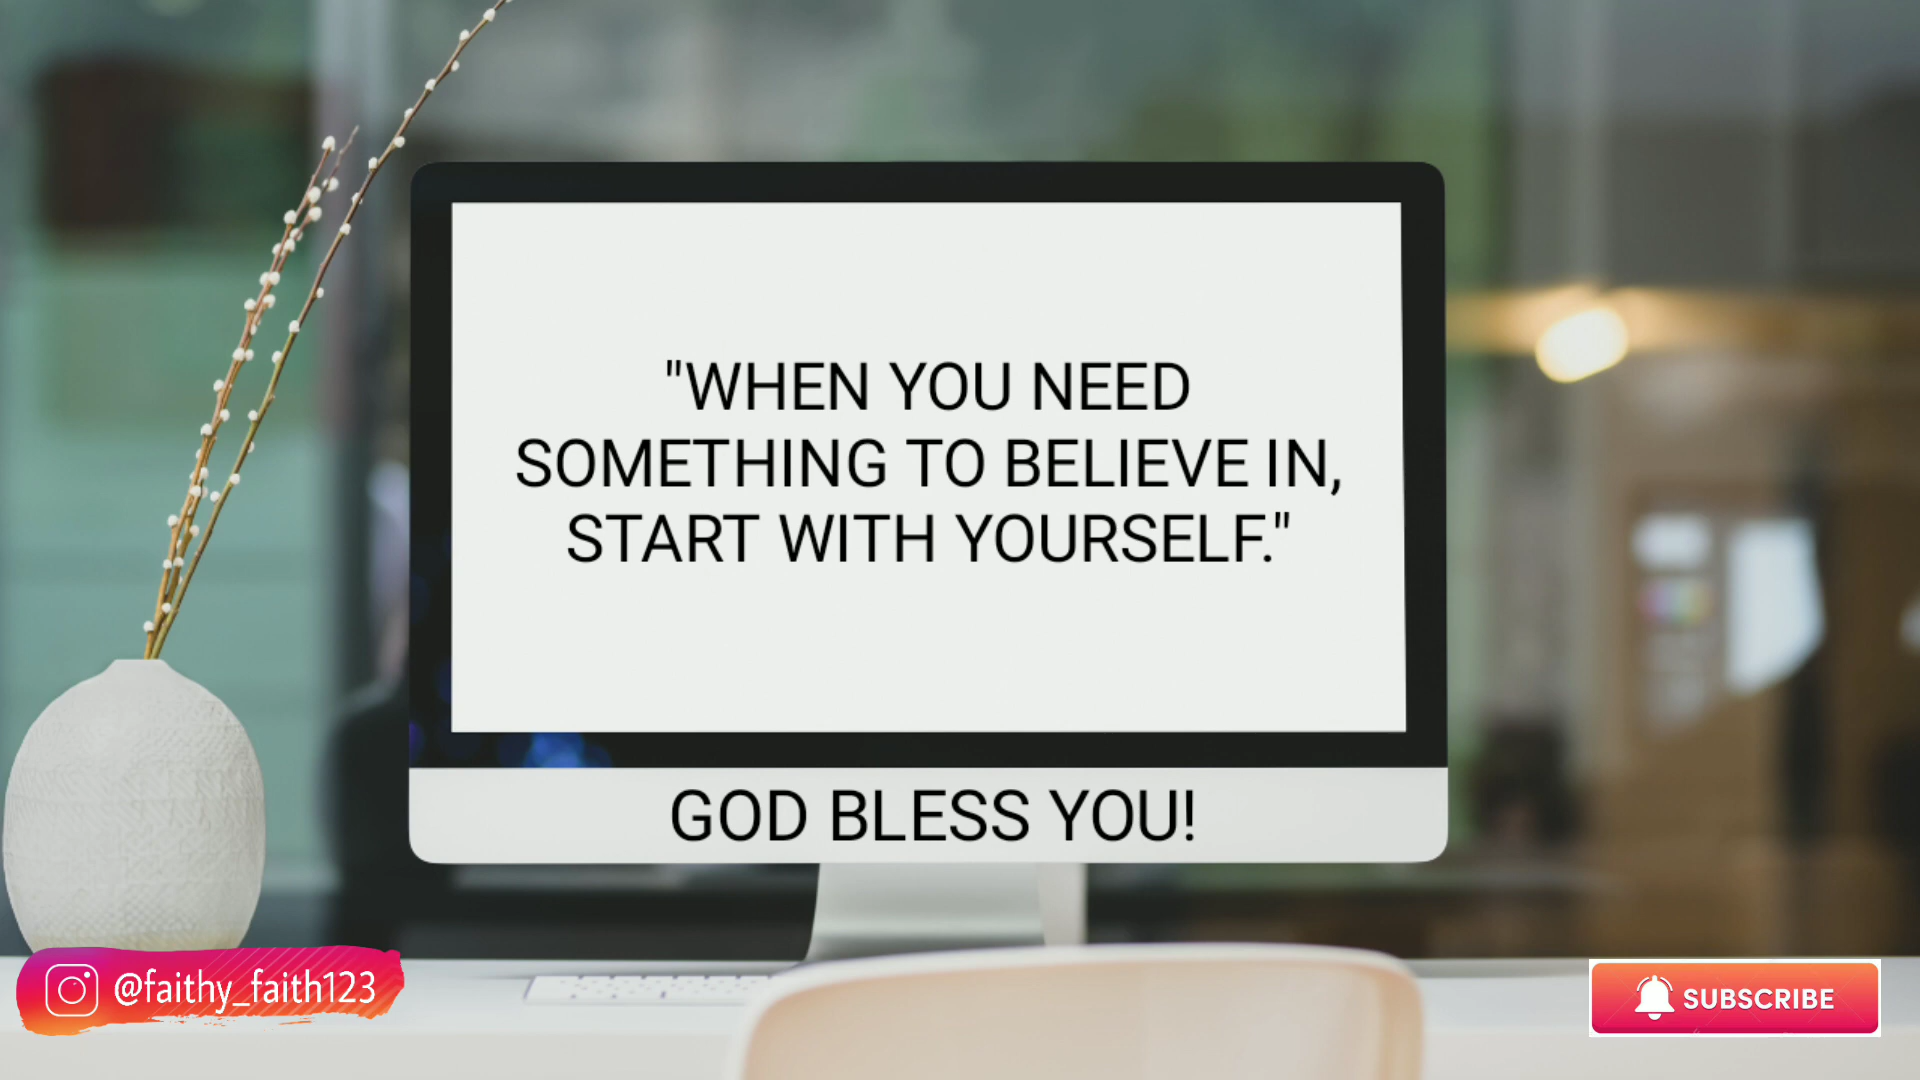 "WHEN YOU NEED
SOMETHING TO BELIEVE IN,
START WITH YOURSELF."
GOD BLESS YOU!
@faithy_faith123
SUBSCRIBE